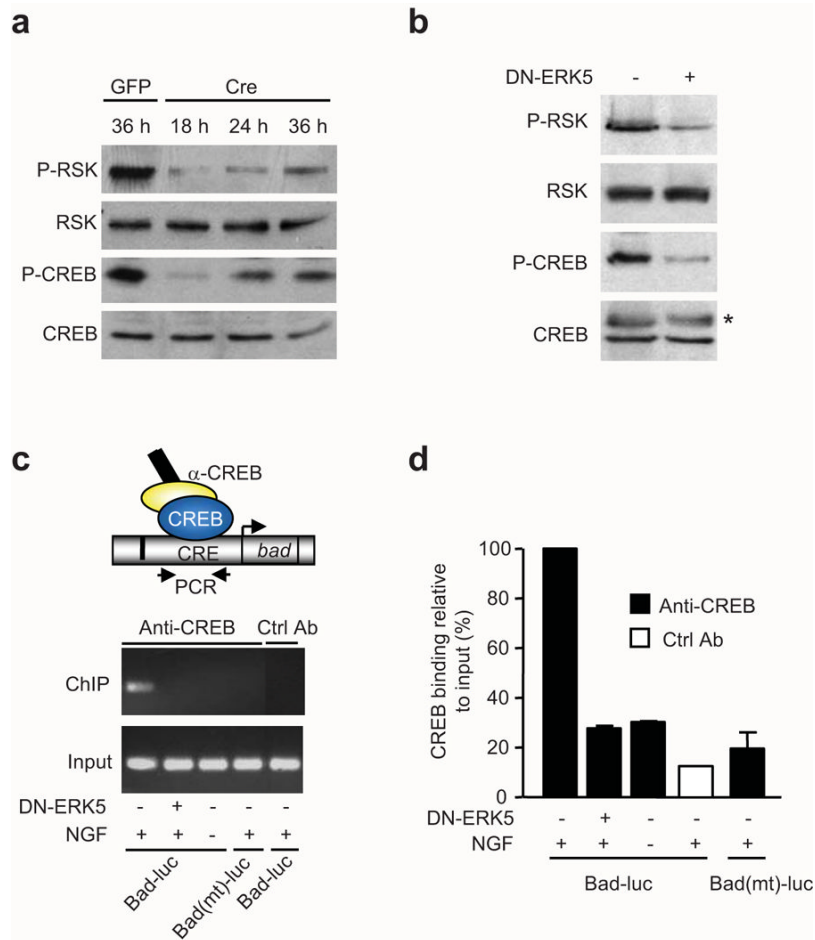 a
GFP Cre
36 h 18 h 24 h 36 h
P-RSK
RSK
P-CREB
CREB
b
DN-ERK5 - +
P-RSK
RSK
P-CREB
CREB *
c
α-CREB
CREB
CRE bad
PCR
Anti-CREB Ctrl Ab
ChIP
Input
DN-ERK5 - + - - -
NGF + + - + +
Bad-luc Bad(mt)-luc Bad-luc
d
CREB binding relative
to input (%)
100
80
60
40
20
0
Anti-CREB
Ctrl Ab
DN-ERK5 - + - - -
NGF + + - + +
Bad-luc Bad(mt)-luc